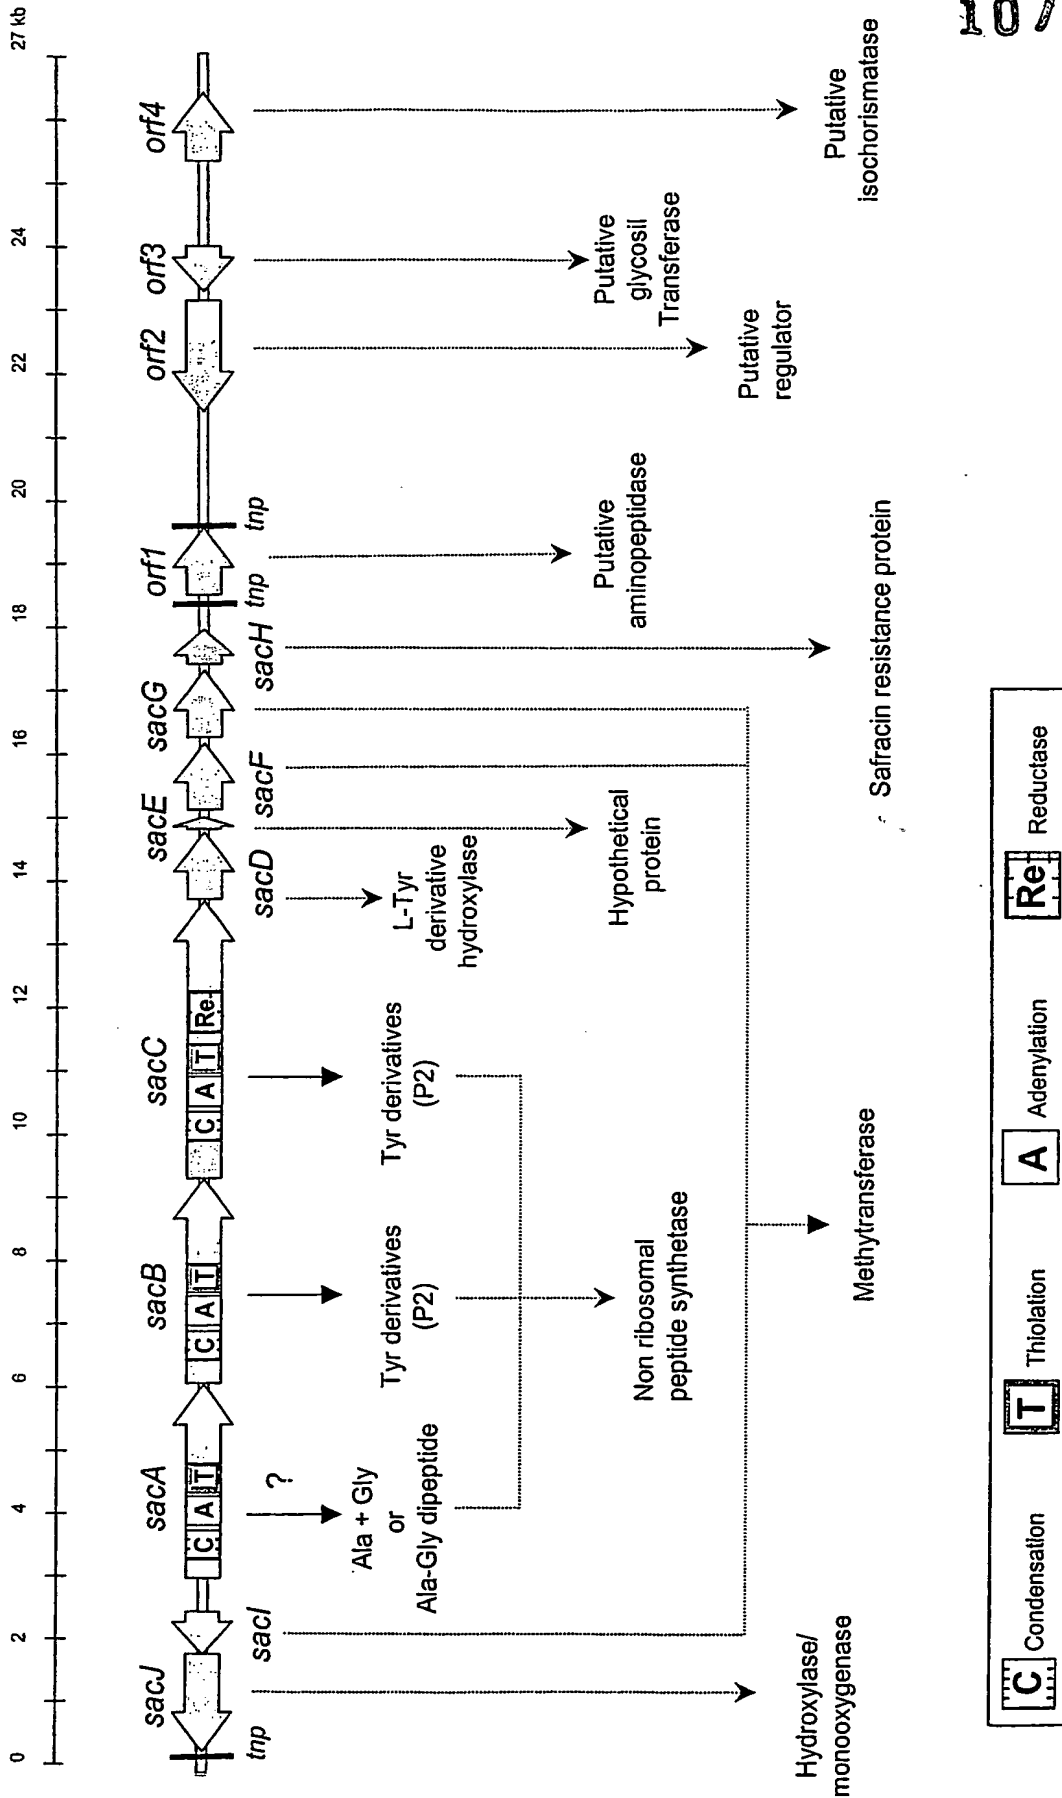 0 2 4 6 8 10 12 14 16 18 20 22 24 27 kb
sacJ sacA sacB sacC sacE sacG orf1 orf2 orf3 orf4
C A T C A T C A T Re
tnp sacI sacD sacF sacH tnp tnp
?
Ala + Gly
or
Ala-Gly dipeptide
Tyr derivatives
(P2)
Tyr derivatives
(P2)
L-Tyr
derivative
hydroxylase
Hypothetical
protein
Putative
aminopeptidase
Putative
glycosil
Transferase
Non ribosomal
peptide synthetase
Putative
regulator
Hydroxylase/
monooxygenase
Methytransferase
Safracin resistance protein
Putative
isochorismatase
C Condensation T Thiolation A Adenylation Re Reductase